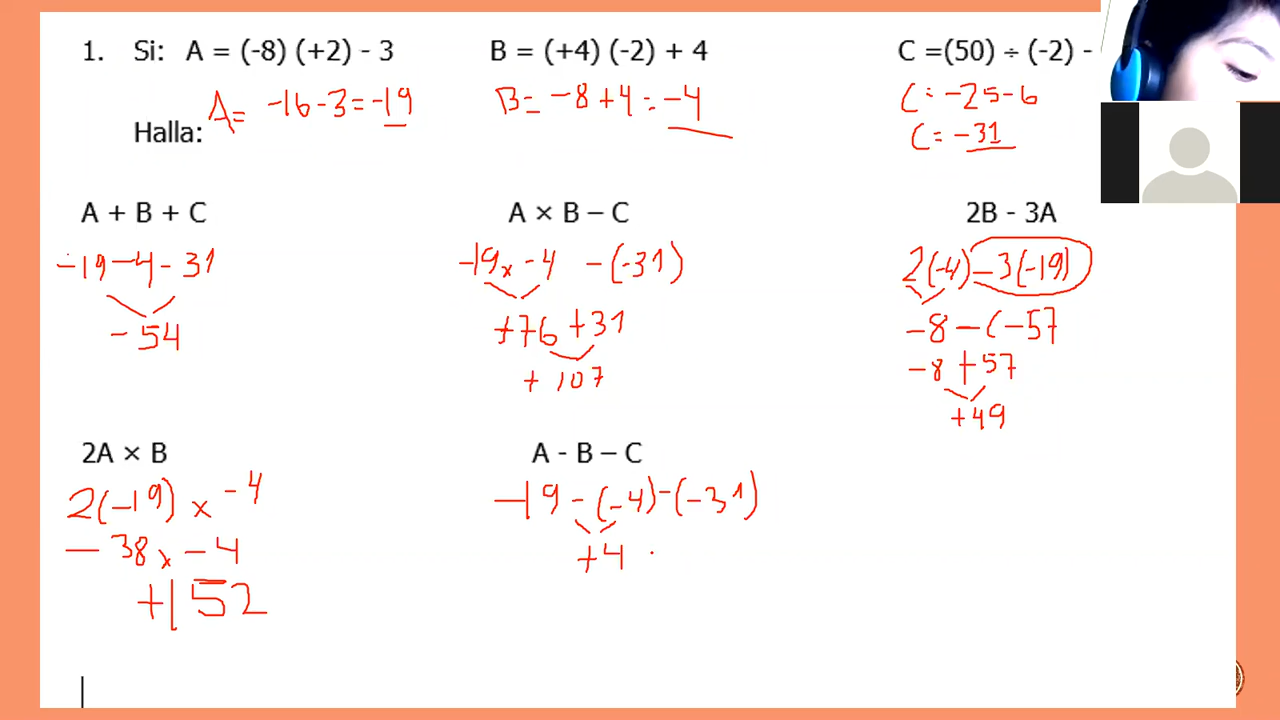 1. Si: A = (-8) (+2) - 3 B = (+4) (-2) + 4 C =(50) ÷ (-2) -
A= -16-3=-19 B= -8+4=-4 C= -25-6
Halla: C= -31
A + B + C A × B – C 2B - 3A
-19-4-31 -19x-4 -(-31) 2(-4)-3(-19)
-54 +76+31 -8-(-57
+107 -8+57
+49
2A × B A - B – C
2(-19) x -4 -19-(-4)-(-31)
-38x-4 +4
+152